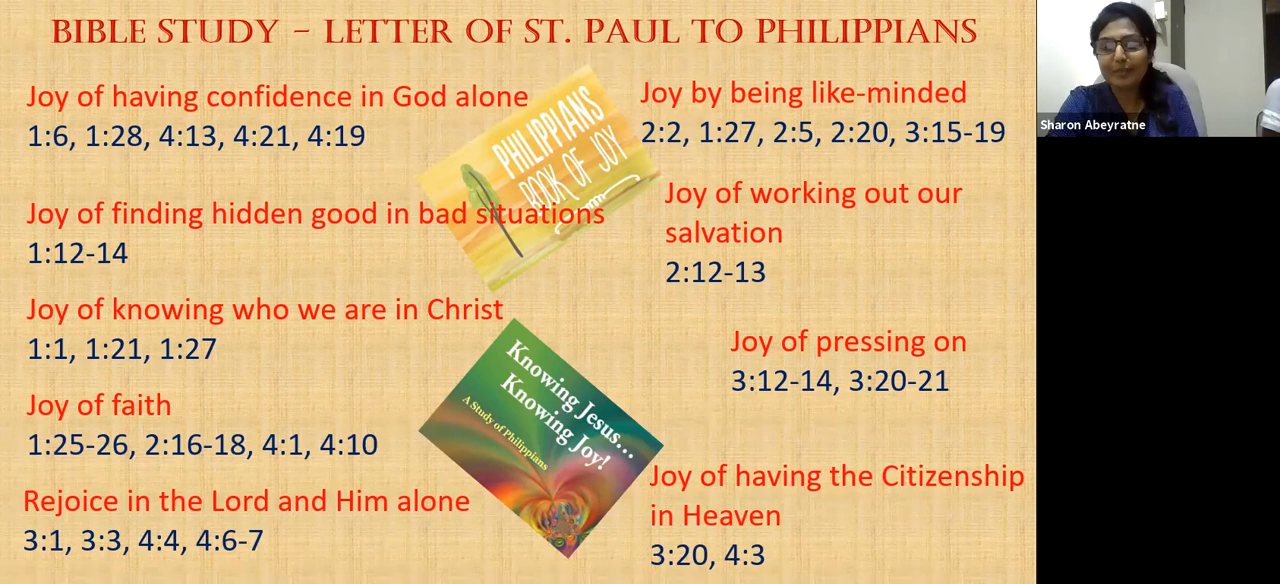 BIBLE STUDY – LETTER OF ST. PAUL TO PHILIPPIANS
Joy of having confidence in God alone
1:6, 1:28, 4:13, 4:21, 4:19
Joy of finding hidden good in bad situations
1:12-14
Joy of knowing who we are in Christ
1:1, 1:21, 1:27
Joy of faith
1:25-26, 2:16-18, 4:1, 4:10
Rejoice in the Lord and Him alone
3:1, 3:3, 4:4, 4:6-7
PHILIPPIANS
BOOK OF JOY
Knowing Jesus...
Knowing Joy!
A Study of Philippians
Joy by being like-minded
2:2, 1:27, 2:5, 2:20, 3:15-19
Joy of working out our
salvation
2:12-13
Joy of pressing on
3:12-14, 3:20-21
Joy of having the Citizenship
in Heaven
3:20, 4:3
Sharon Abeyratne